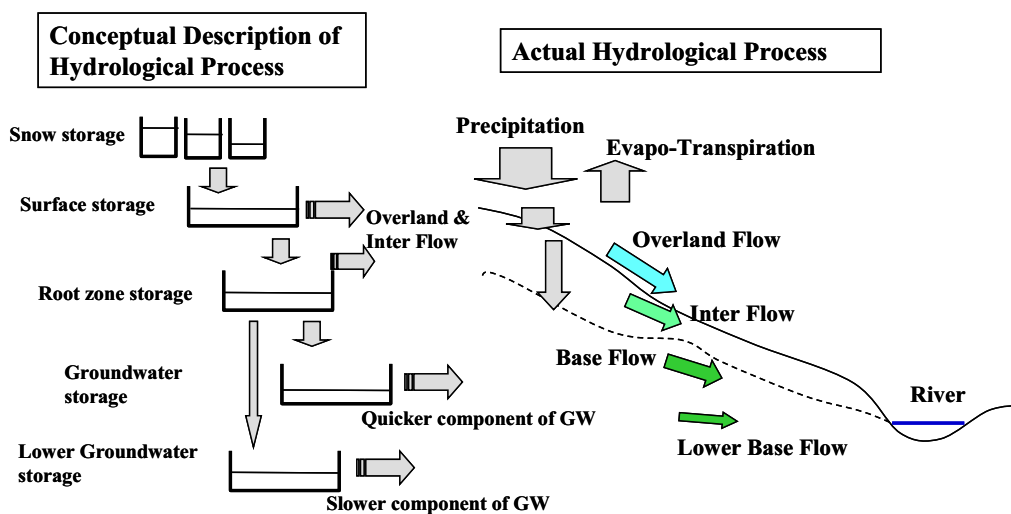 Conceptual Description of
Hydrological Process
Actual Hydrological Process
Snow storage
Surface storage
Overland &
Inter Flow
Root zone storage
Groundwater
storage
Quicker component of GW
Lower Groundwater
storage
Slower component of GW
Precipitation
Evapo-Transpiration
Overland Flow
Inter Flow
Base Flow
River
Lower Base Flow